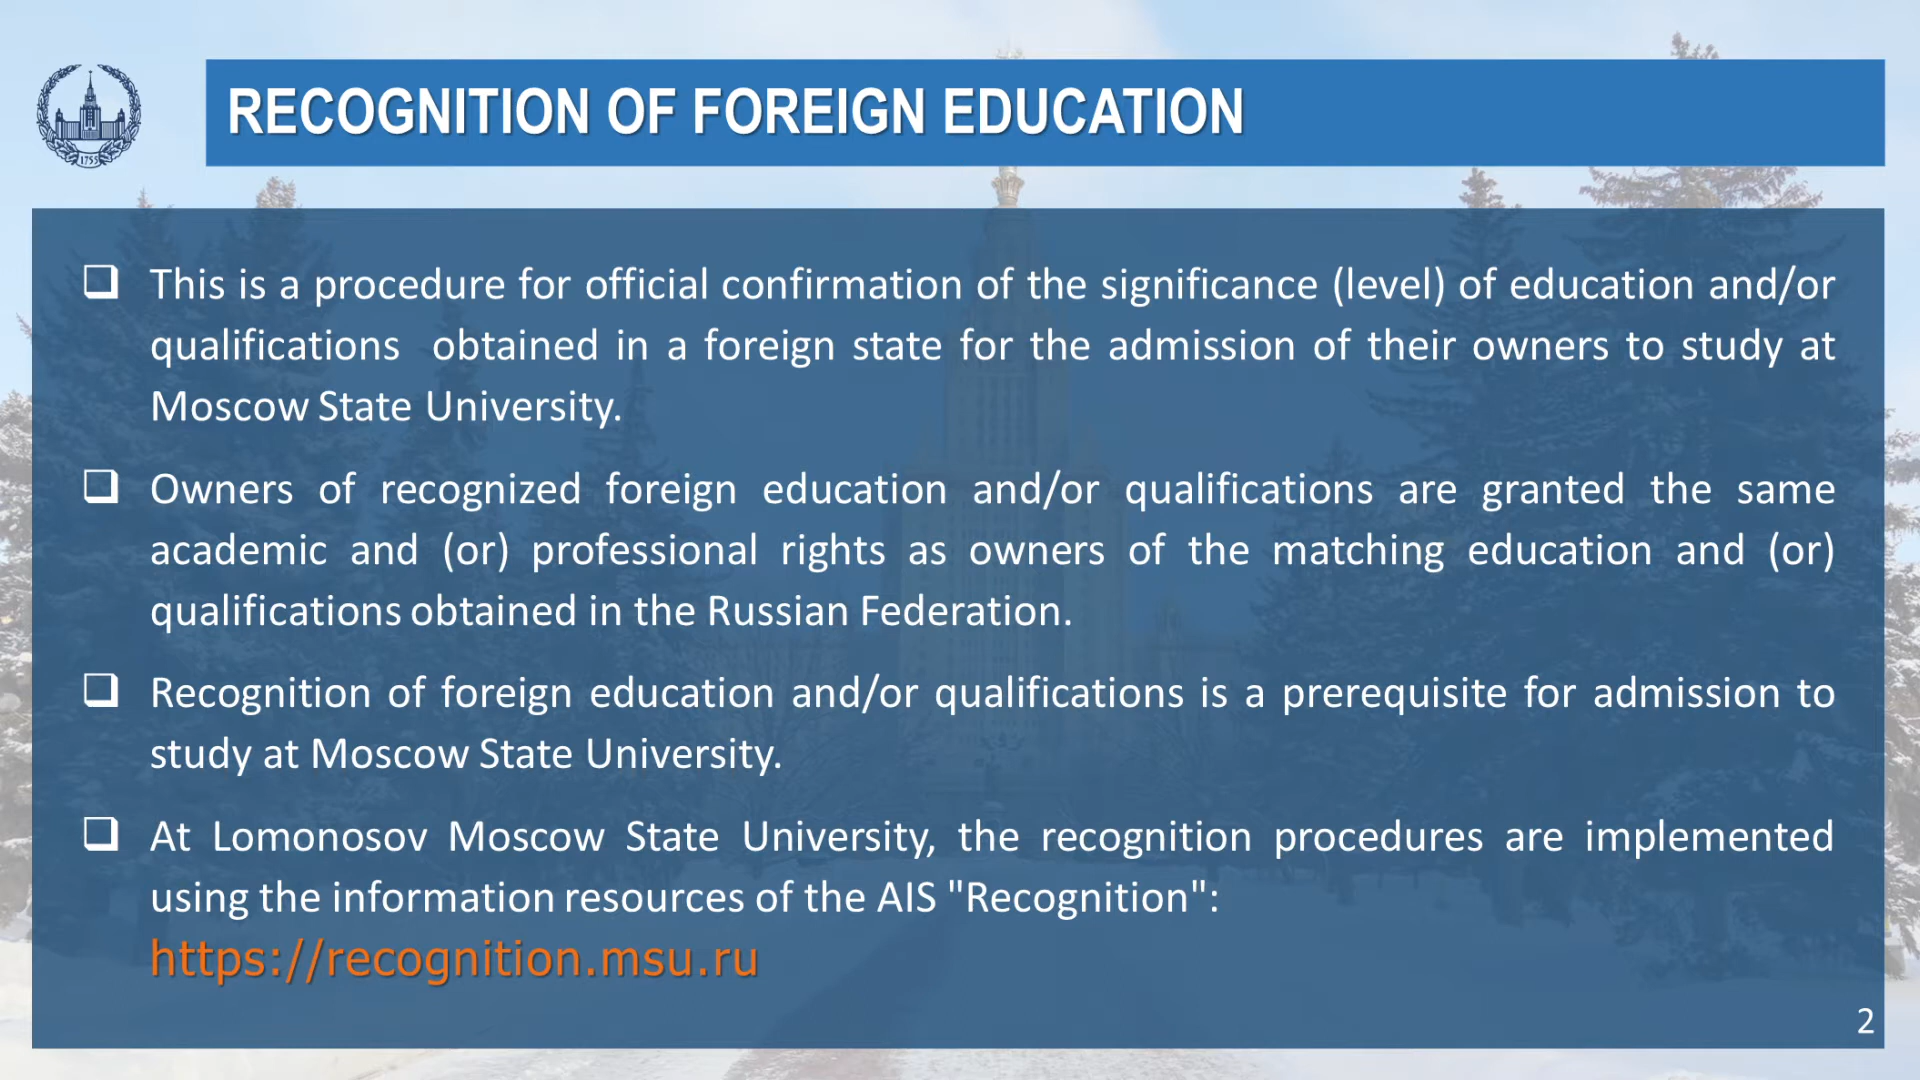 1755
RECOGNITION OF FOREIGN EDUCATION
This is a procedure for official confirmation of the significance (level) of education and/or
qualifications obtained in a foreign state for the admission of their owners to study at
Moscow State University.
Owners of recognized foreign education and/or qualifications are granted the same
academic and (or) professional rights as owners of the matching education and (or)
qualifications obtained in the Russian Federation.
Recognition of foreign education and/or qualifications is a prerequisite for admission to
study at Moscow State University.
At Lomonosov Moscow State University, the recognition procedures are implemented
using the information resources of the AIS "Recognition":
https://recognition.msu.ru
2